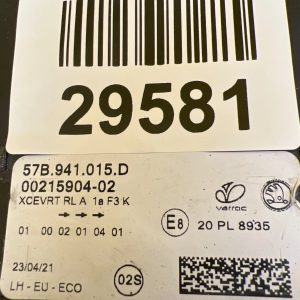 29581
57B.941.015.D
00215904-02
XCEVRT RL A 1a F3 K
01 00 02 01 04 01
varroc
E8 20 PL 8935
23/04/21
LH - EU - ECO
02S